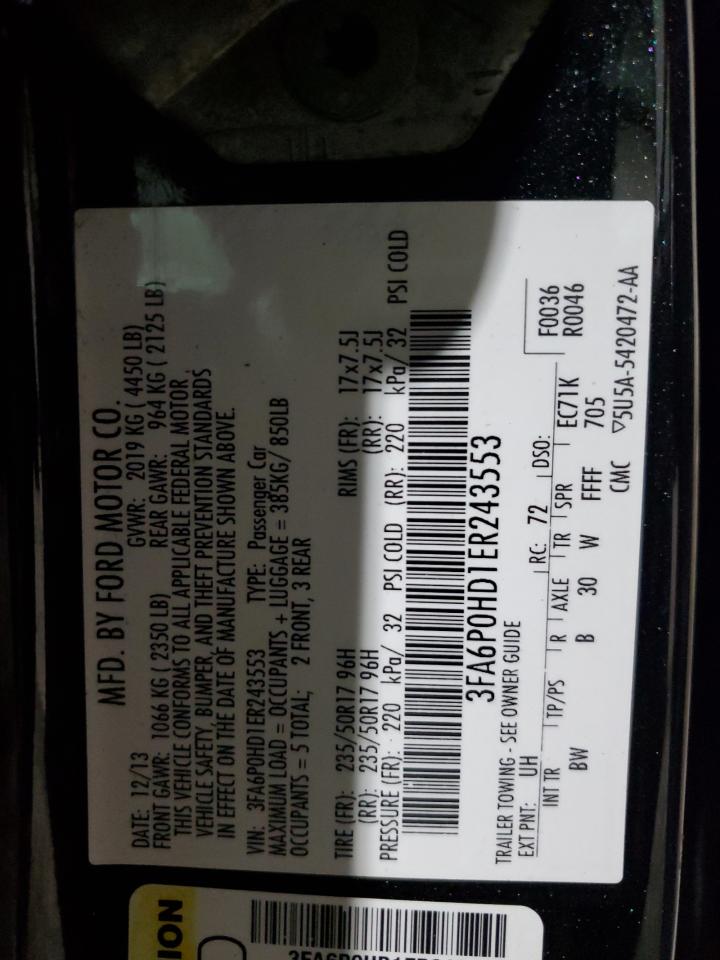 MFD. BY FORD MOTOR CO.
DATE: 12/13 GVWR: 2019 KG ( 4450 LB)
FRONT GAWR: 1066 KG ( 2350 LB) REAR GAWR: 964 KG ( 2125 LB)
THIS VEHICLE CONFORMS TO ALL APPLICABLE FEDERAL MOTOR
VEHICLE SAFETY, BUMPER, AND THEFT PREVENTION STANDARDS
IN EFFECT ON THE DATE OF MANUFACTURE SHOWN ABOVE.
VIN: 3FA6P0HD1ER243553 TYPE: Passenger Car
MAXIMUM LOAD = OCCUPANTS + LUGGAGE = 385KG/ 850LB
OCCUPANTS = 5 TOTAL; 2 FRONT, 3 REAR
TIRE (FR): 235/50R17 96H RIMS (FR): 17x7.5J
(RR): 235/50R17 96H (RR): 17x7.5J
PRESSURE (FR): 220 kPa/ 32 PSI COLD (RR): 220 kPa/ 32 PSI COLD
3FA6P0HD1ER243553
TRAILER TOWING - SEE OWNER GUIDE
EXT PNT: UH RC: 72 DSO: F0036
R0046
INT TR TP/PS R AXLE TR SPR EC71K
BW B 30 W FFFF 705
CMC ▽5U5A-5420472-AA
ION